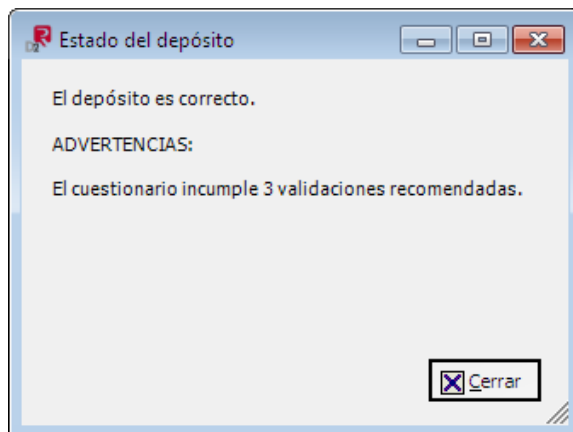 Estado del depósito
El depósito es correcto.
ADVERTENCIAS:
El cuestionario incumple 3 validaciones recomendadas.
Cerrar